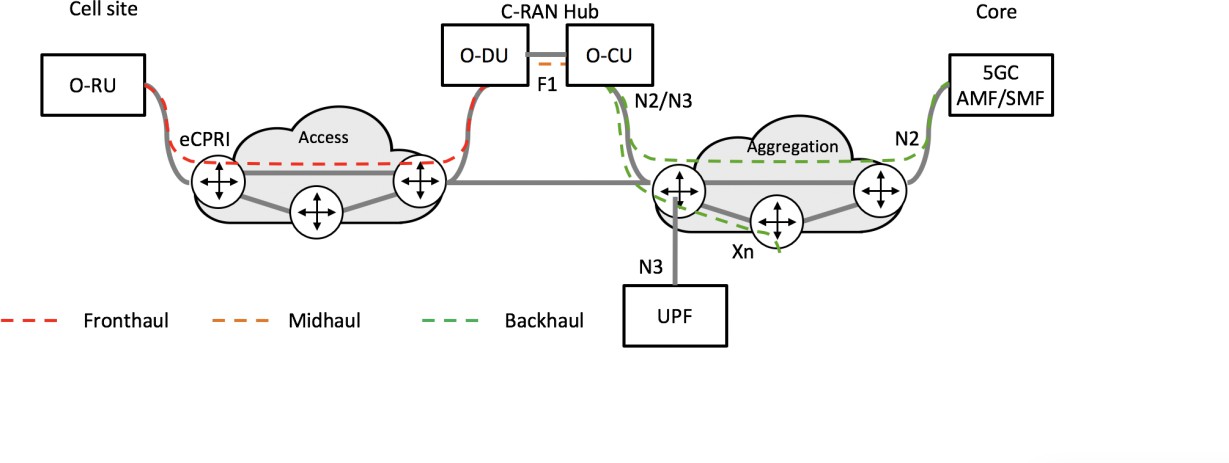 Cell site
C-RAN Hub
Core
O-RU
O-DU
O-CU
F1
5GC
AMF/SMF
N2/N3
eCPRI
Access
Aggregation
N2
Xn
N3
UPF
Fronthaul
Midhaul
Backhaul